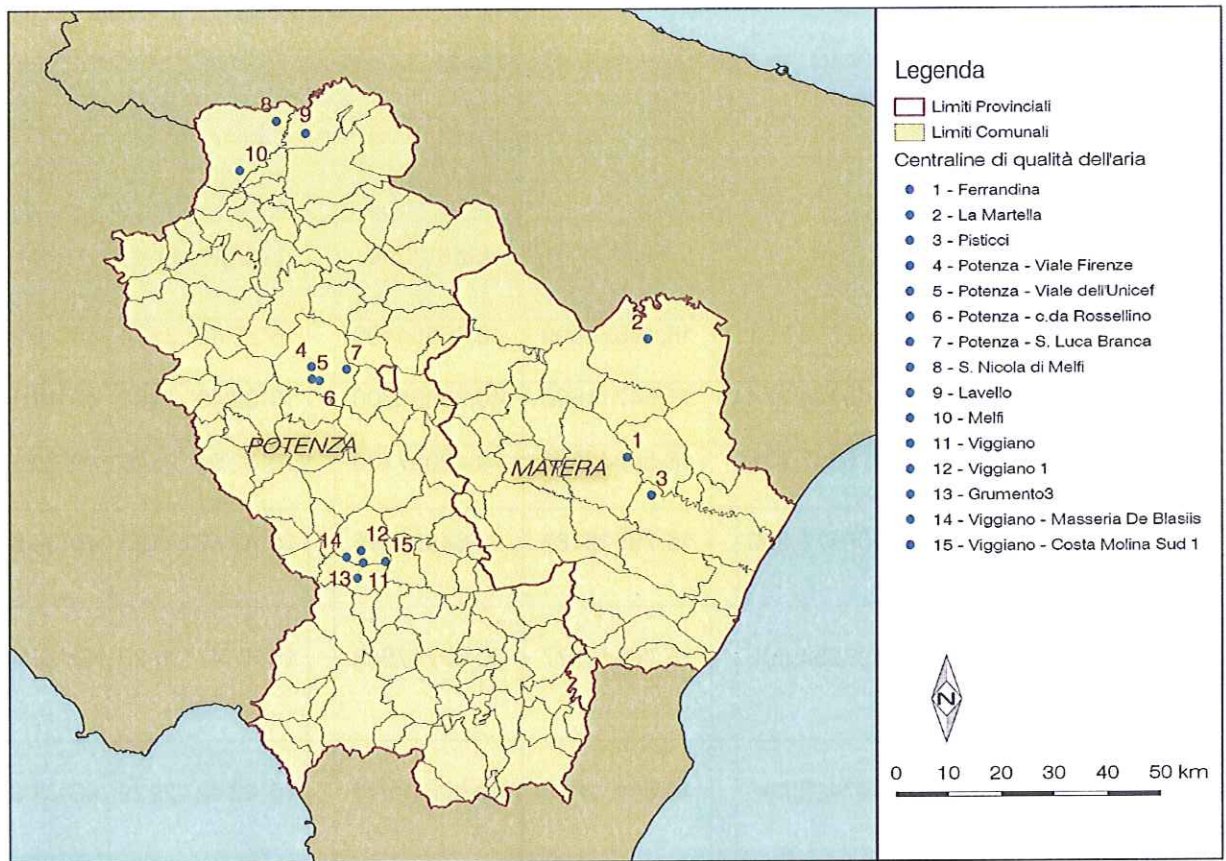 8
9
10
2
4
5
7
6
POTENZA
1
MATERA
3
14
12
15
13
11
Legenda
Limiti Provinciali
Limiti Comunali
Centraline di qualità dell'aria
1 - Ferrandina
2 - La Martella
3 - Pisticci
4 - Potenza - Viale Firenze
5 - Potenza - Viale dell'Unicef
6 - Potenza - c.da Rossellino
7 - Potenza - S. Luca Branca
8 - S. Nicola di Melfi
9 - Lavello
10 - Melfi
11 - Viggiano
12 - Viggiano 1
13 - Grumento3
14 - Viggiano - Masseria De Blasiis
15 - Viggiano - Costa Molina Sud 1
N
0 10 20 30 40 50 km